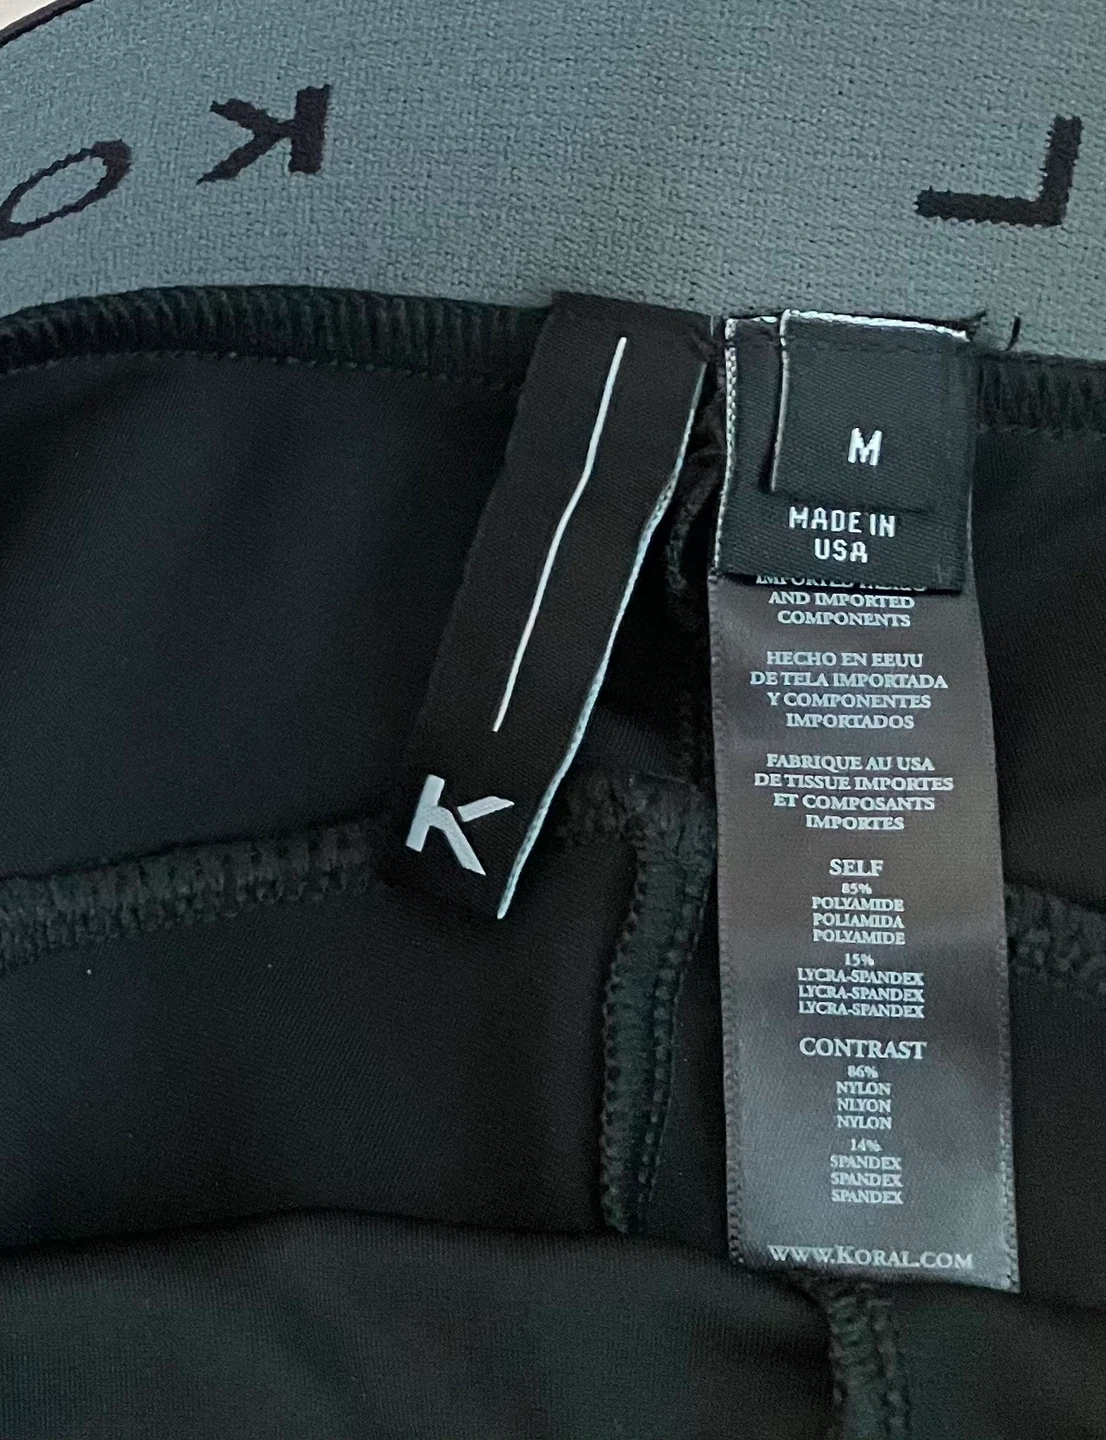 K
O
L
K
M
MADE IN
USA
IMPORTED FABRIC
AND IMPORTED
COMPONENTS
HECHO EN EEUU
DE TELA IMPORTADA
Y COMPONENTES
IMPORTADOS
FABRIQUE AU USA
DE TISSUE IMPORTES
ET COMPOSANTS
IMPORTES
SELF
85%
POLYAMIDE
POLIAMIDA
POLYAMIDE
15%
LYCRA-SPANDEX
LYCRA-SPANDEX
LYCRA-SPANDEX
CONTRAST
86%
NYLON
NLYON
NYLON
14%
SPANDEX
SPANDEX
SPANDEX
WWW.KORAL.COM